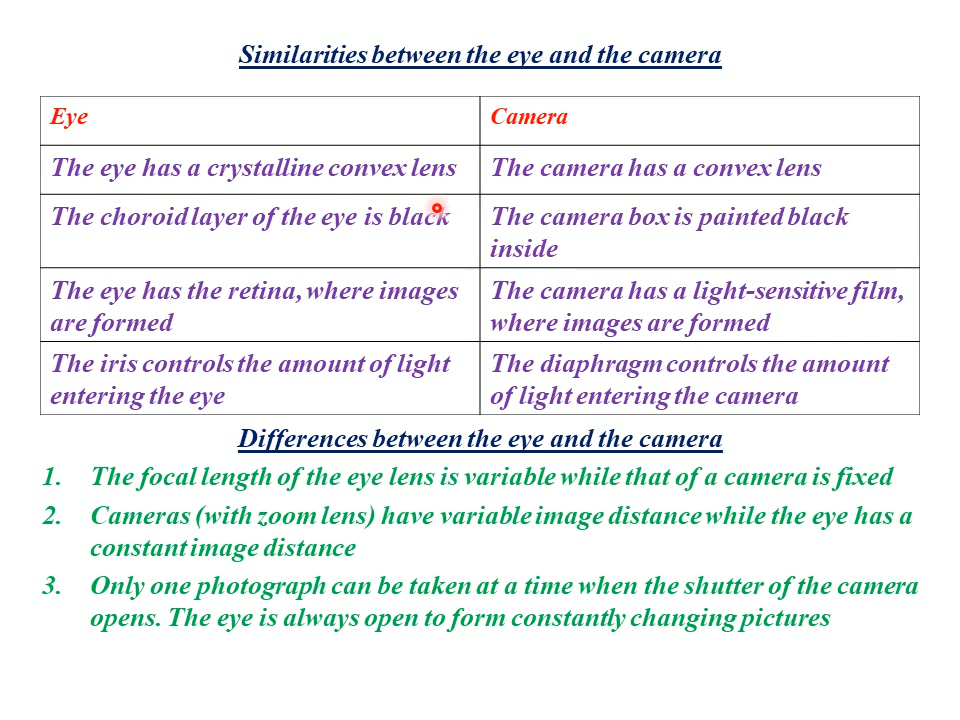 Similarities between the eye and the camera
Eye
Camera
The eye has a crystalline convex lens
The camera has a convex lens
The choroid layer of the eye is black
The camera box is painted black
inside
The eye has the retina, where images
are formed
The camera has a light-sensitive film,
where images are formed
The iris controls the amount of light
entering the eye
The diaphragm controls the amount
of light entering the camera
Differences between the eye and the camera
1. The focal length of the eye lens is variable while that of a camera is fixed
2. Cameras (with zoom lens) have variable image distance while the eye has a
constant image distance
3. Only one photograph can be taken at a time when the shutter of the camera
opens. The eye is always open to form constantly changing pictures